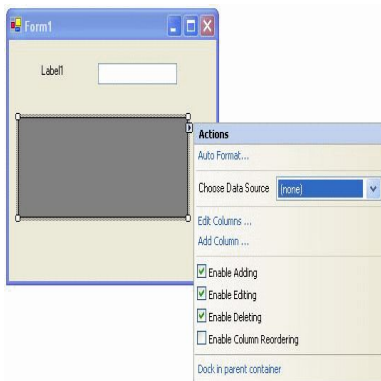 Form1
Label1
Actions
Auto Format...
Choose Data Source (none)
Edit Columns ...
Add Column ...
Enable Adding
Enable Editing
Enable Deleting
Enable Column Reordering
Dock in parent container